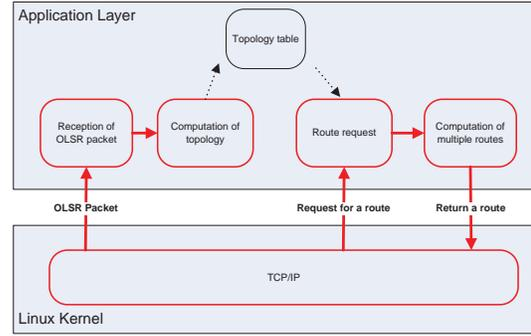 Application Layer
Topology table
Reception of
OLSR packet
Computation of
topology
Route request
Computation of
multiple routes
OLSR Packet
Request for a route
Return a route
TCP/IP
Linux Kernel